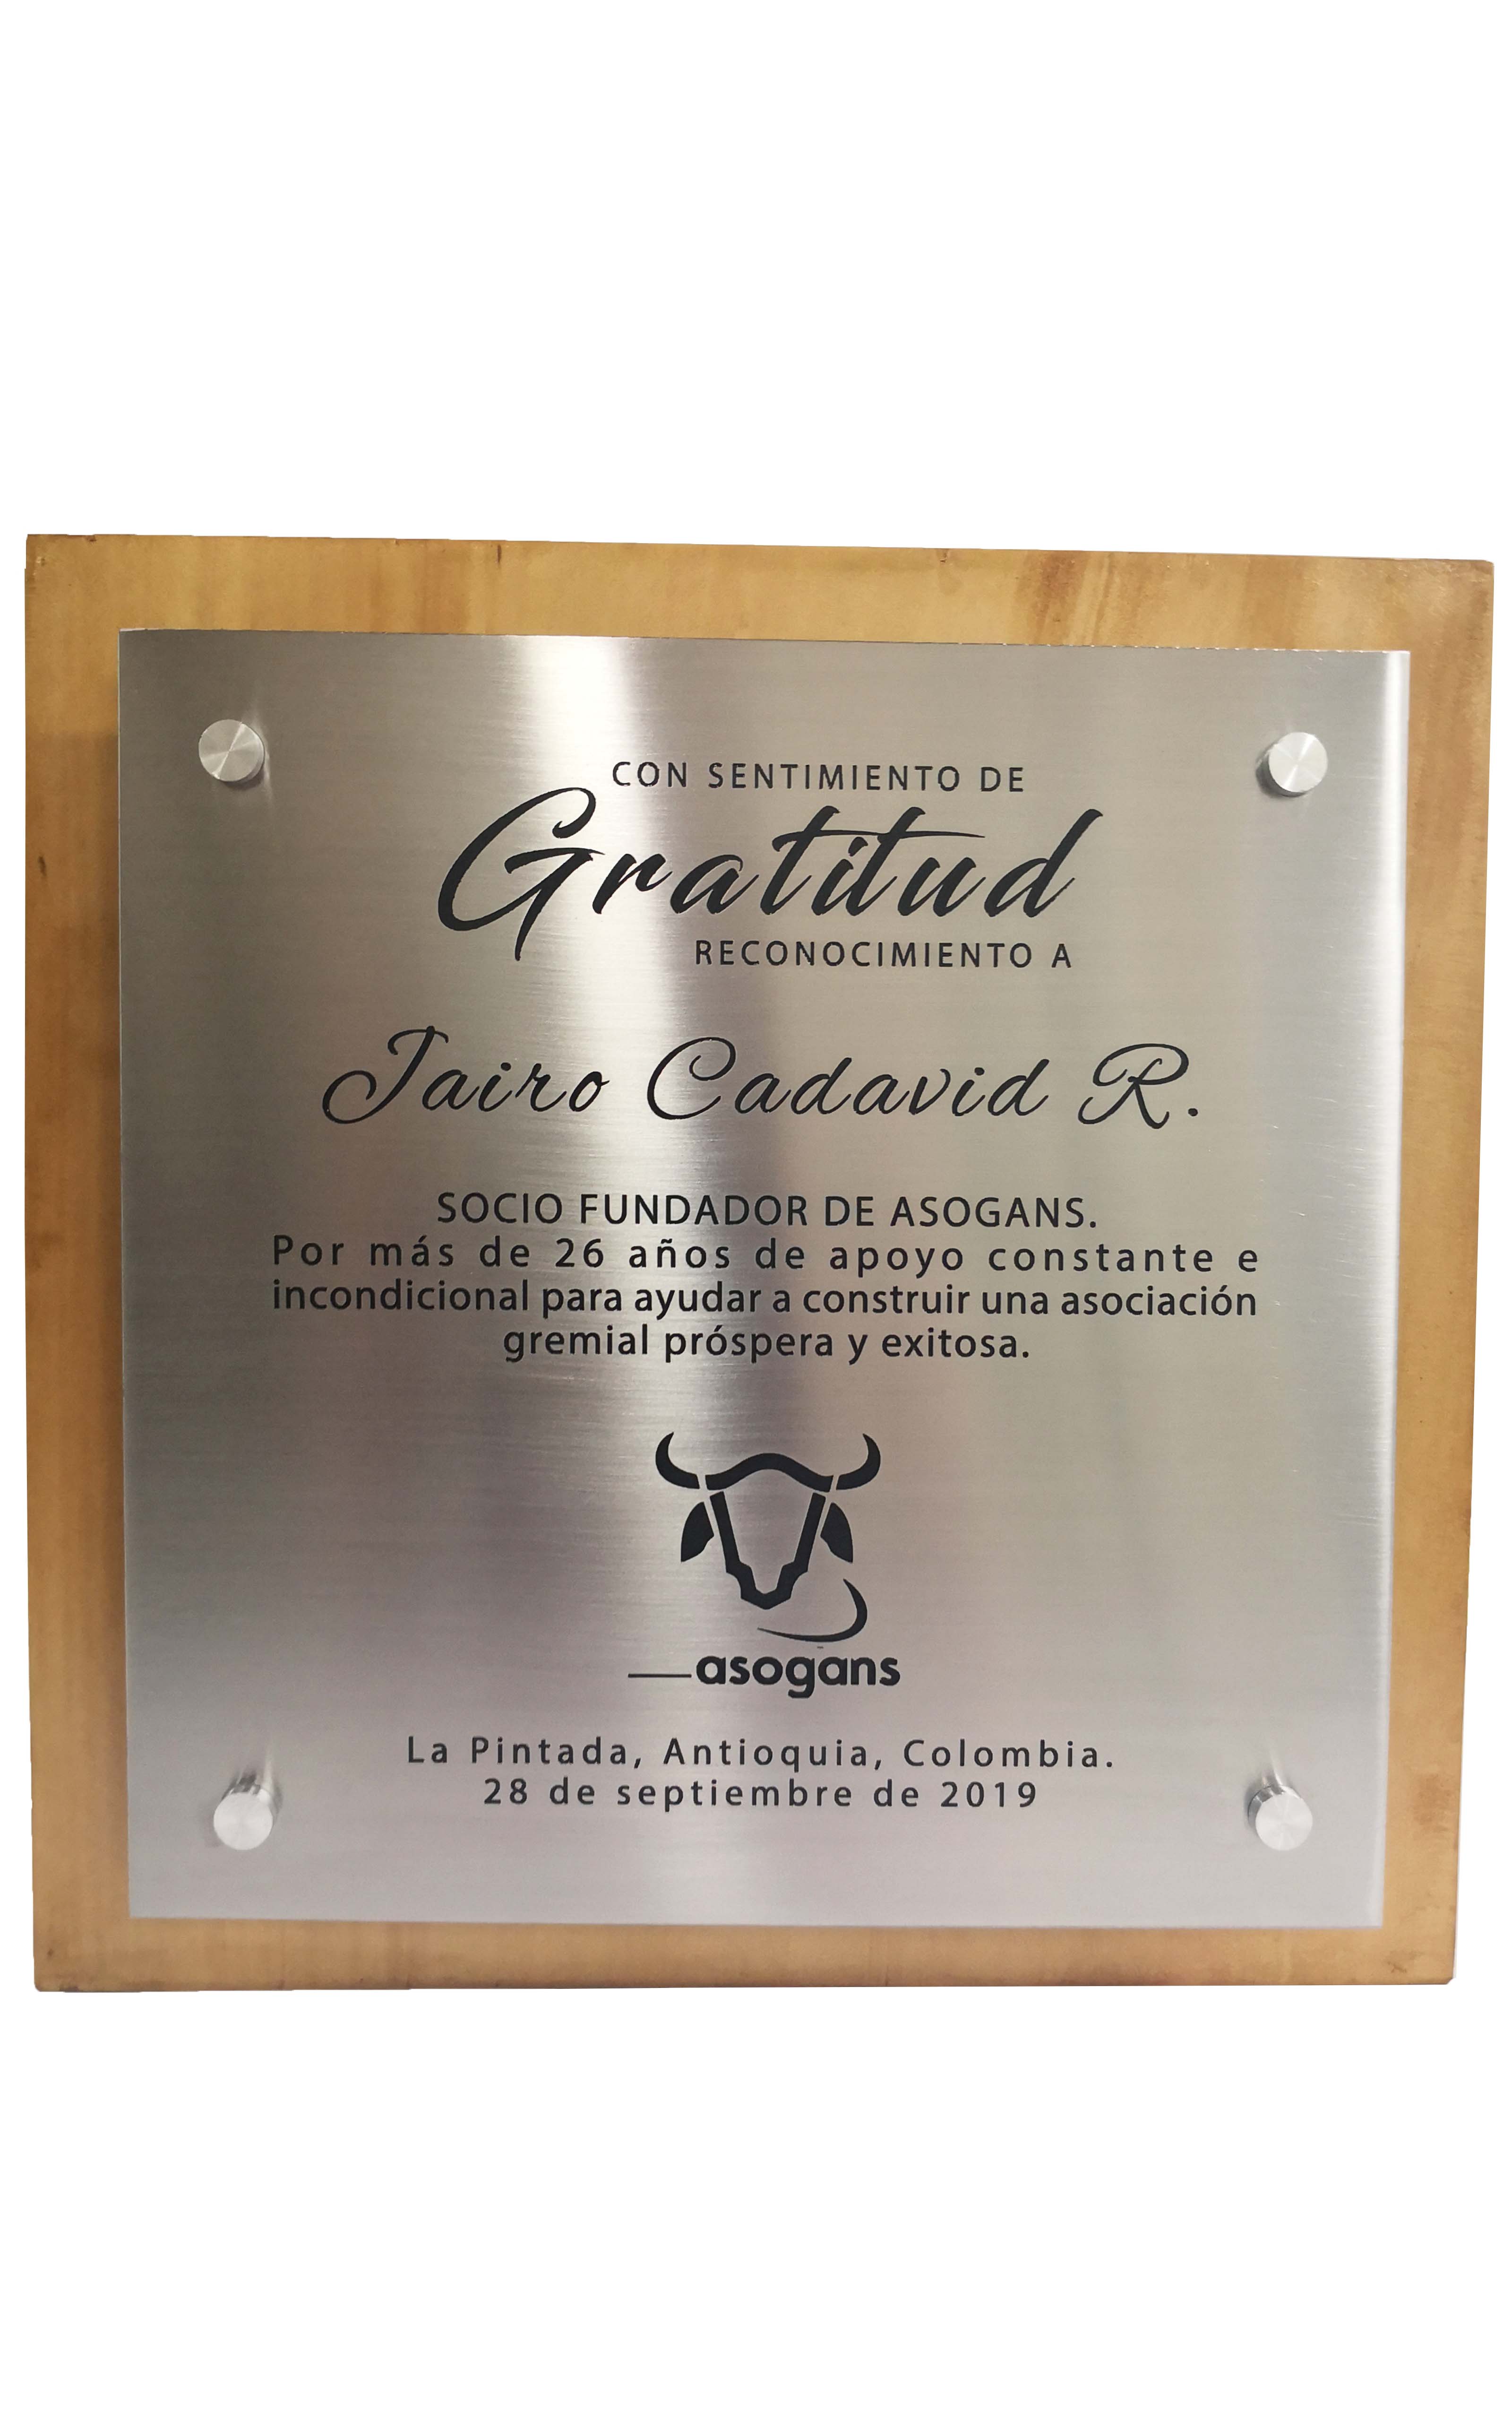 CON SENTIMIENTO DE
Gratitud
RECONOCIMIENTO A
Jairo Cadavid R.
SOCIO FUNDADOR DE ASOGANS.
Por más de 26 años de apoyo constante e
incondicional para ayudar a construir una asociación
gremial próspera y exitosa.
asogans
La Pintada, Antioquia, Colombia.
28 de septiembre de 2019